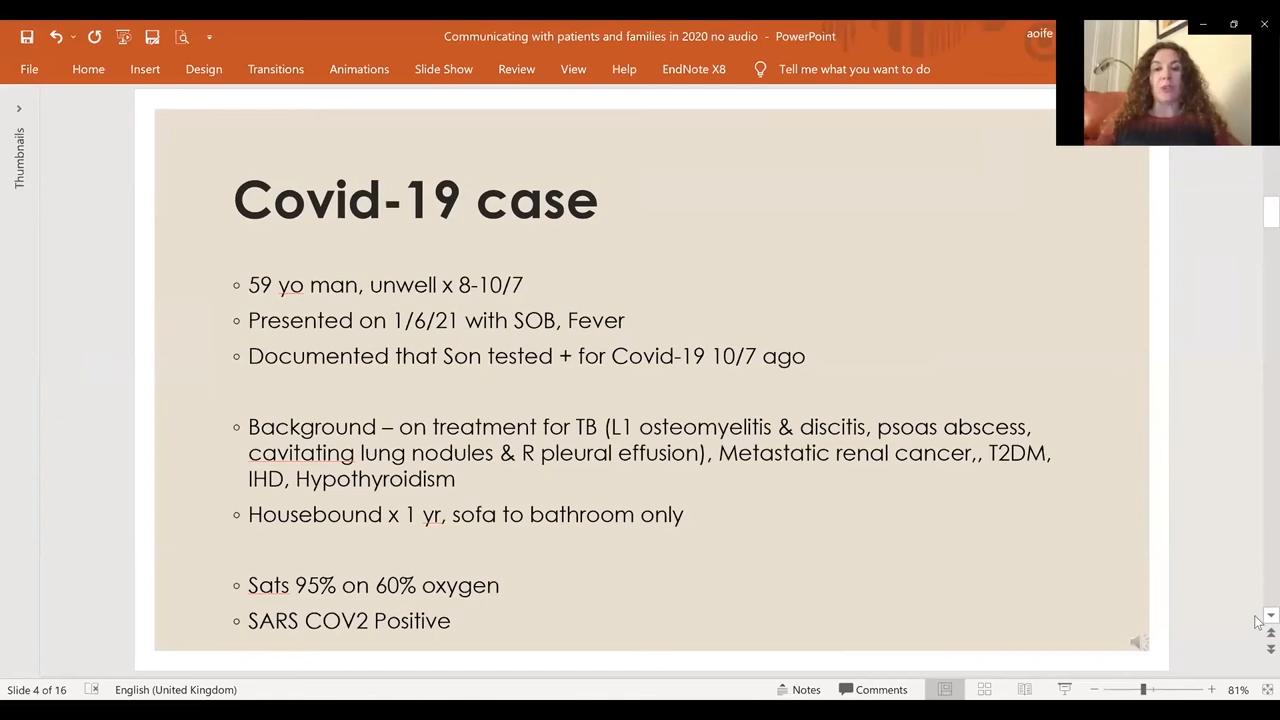 Communicating with patients and families in 2020 no audio - PowerPoint
aoife
File Home Insert Design Transitions Animations Slide Show Review View Help EndNote X8 Tell me what you want to do
Thumbnails
Covid-19 case
◦ 59 yo man, unwell x 8-10/7
◦ Presented on 1/6/21 with SOB, Fever
◦ Documented that Son tested + for Covid-19 10/7 ago
◦ Background – on treatment for TB (L1 osteomyelitis & discitis, psoas abscess,
cavitating lung nodules & R pleural effusion), Metastatic renal cancer,, T2DM,
IHD, Hypothyroidism
◦ Housebound x 1 yr, sofa to bathroom only
◦ Sats 95% on 60% oxygen
◦ SARS COV2 Positive
Slide 4 of 16 English (United Kingdom) Notes Comments 81%